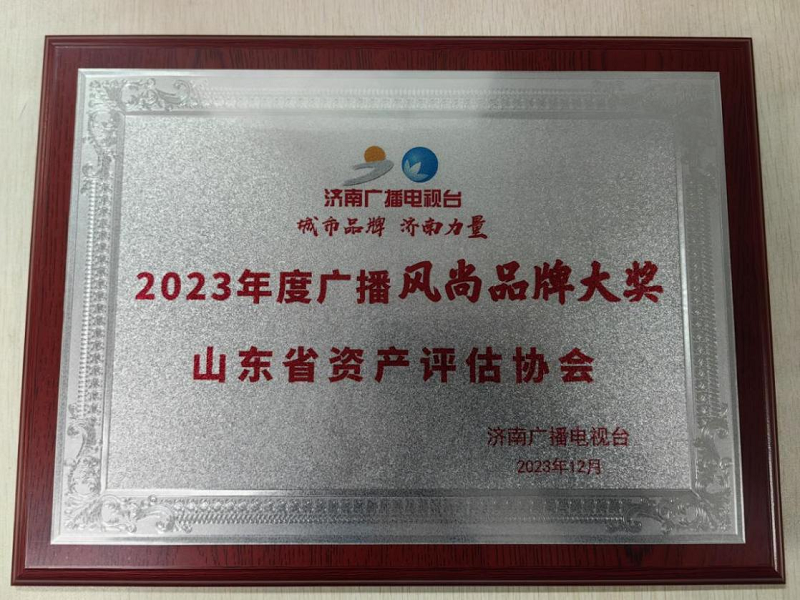 济南广播电视台
城市品牌 济南力量
2023年度广播风尚品牌大奖
山东省资产评估协会
济南广播电视台
2023年12月